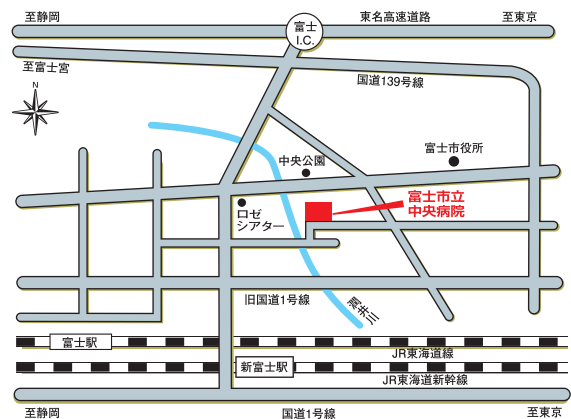 至静岡
富士
I.C.
東名高速道路
至東京
至富士宮
国道139号線
N
中央公園
富士市役所
富士市立
中央病院
ロゼ
シアター
旧国道1号線
潤井川
富士駅
JR東海道線
新富士駅
JR東海道新幹線
至静岡
国道1号線
至東京